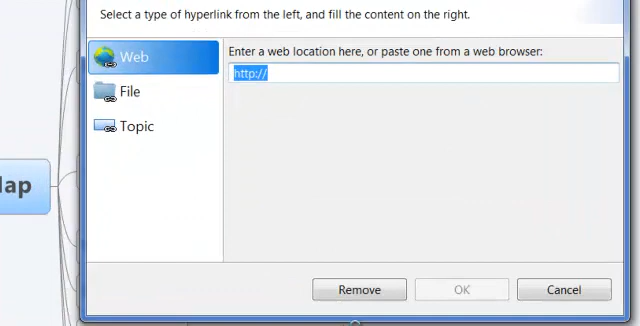 Select a type of hyperlink from the left, and fill the content on the right.
Web
Enter a web location here, or paste one from a web browser:
http://
File
Topic
Remove
OK
Cancel